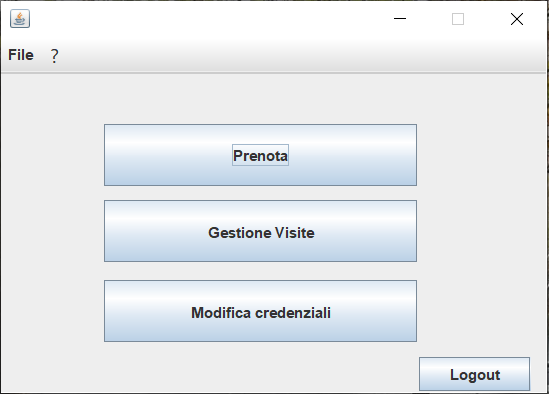 File ?
Prenota
Gestione Visite
Modifica credenziali
Logout